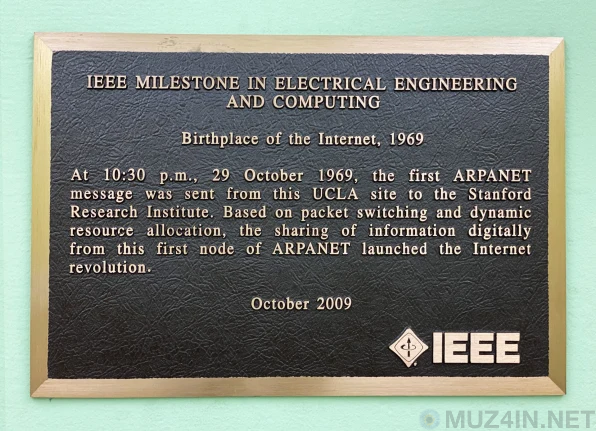 IEEE MILESTONE IN ELECTRICAL ENGINEERING
AND COMPUTING
Birthplace of the Internet, 1969
At 10:30 p.m., 29 October 1969, the first ARPANET
message was sent from this UCLA site to the Stanford
Research Institute. Based on packet switching and dynamic
resource allocation, the sharing of information digitally
from this first node of ARPANET launched the Internet
revolution.
October 2009
IEEE
MUZ4IN.NET